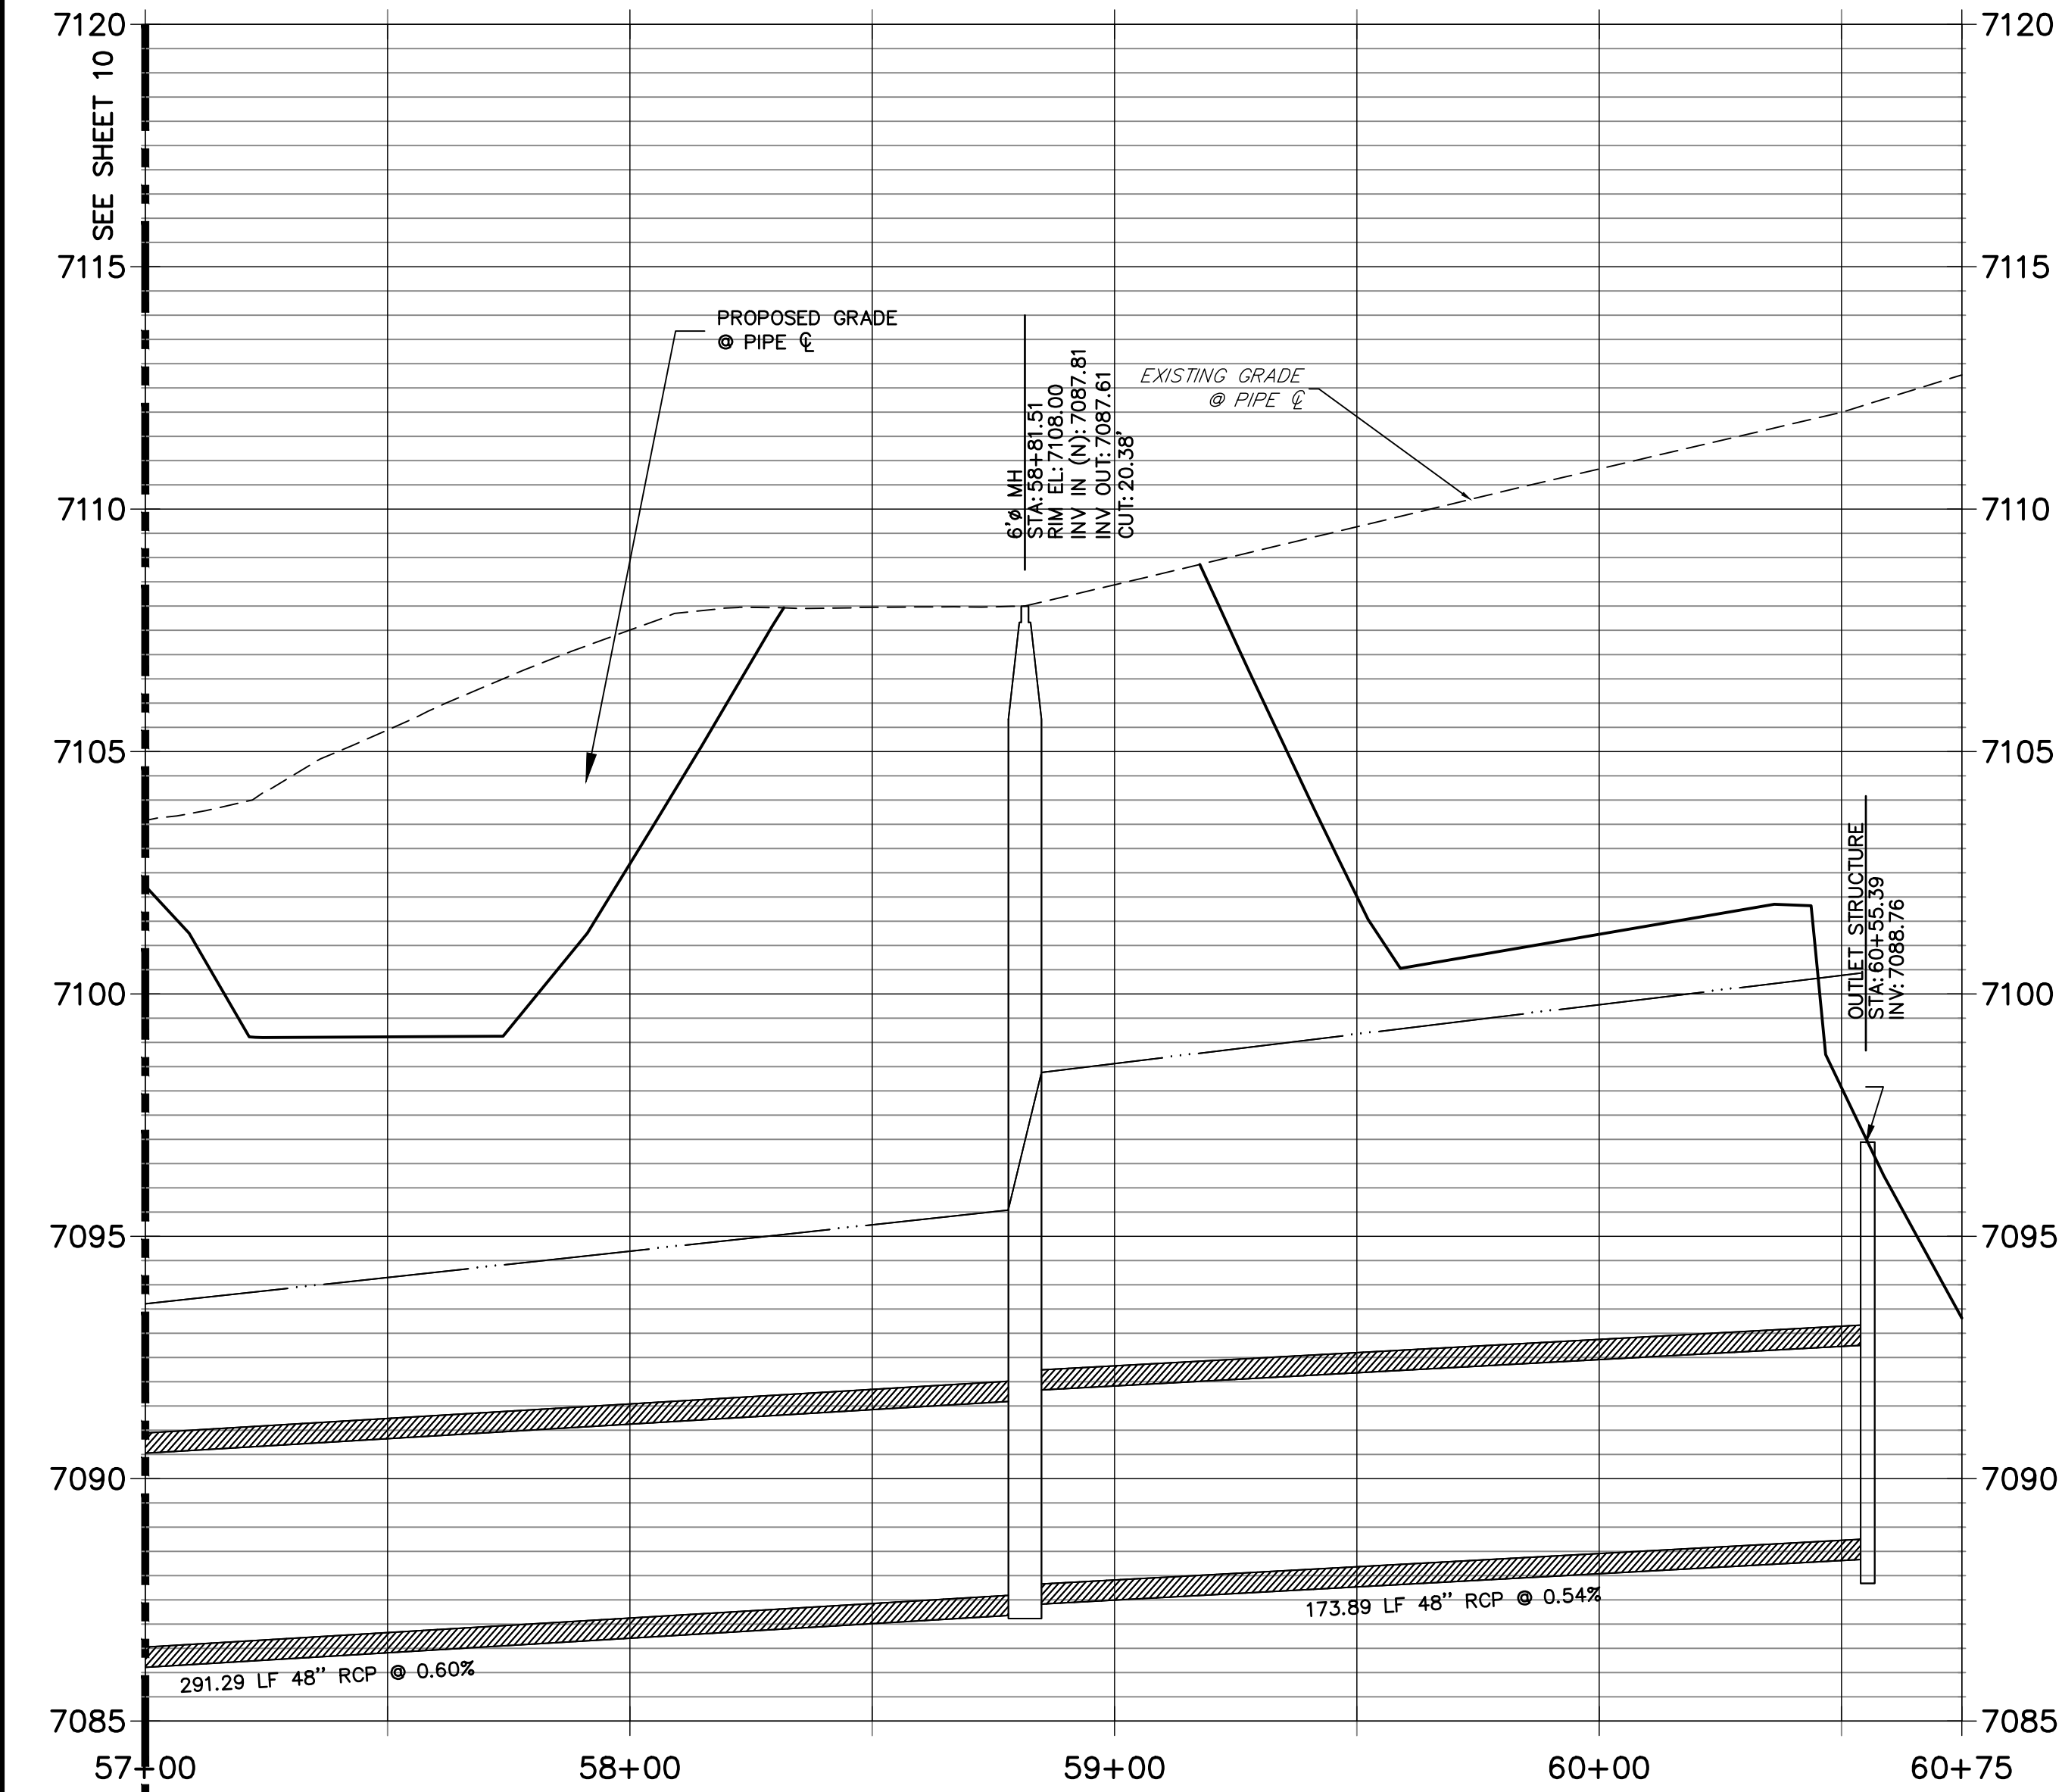 7120
7120
SEE SHEET 10
7115
7115
PROPOSED GRADE
@ PIPE ℄
6'ø MH
STA: 58+81.51
RIM EL: 7108.00
INV IN (N): 7087.81
INV OUT: 7087.61
CUT: 20.38'
EXISTING GRADE
@ PIPE ℄
7110
7110
7105
7105
OUTLET STRUCTURE
STA: 60+55.39
INV: 7088.76
7100
7100
7095
7095
7090
7090
173.89 LF 48" RCP @ 0.54%
291.29 LF 48" RCP @ 0.60%
7085
7085
57+00
58+00
59+00
60+00
60+75